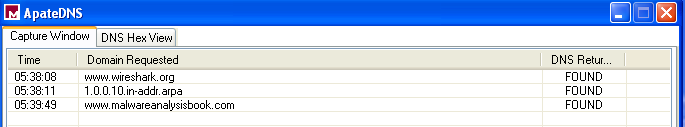 ApateDNS
Capture Window DNS Hex View
Time Domain Requested DNS Retur...
05:38:08 www.wireshark.org FOUND
05:38:11 1.0.0.10.in-addr.arpa FOUND
05:39:49 www.malwareanalysisbook.com FOUND